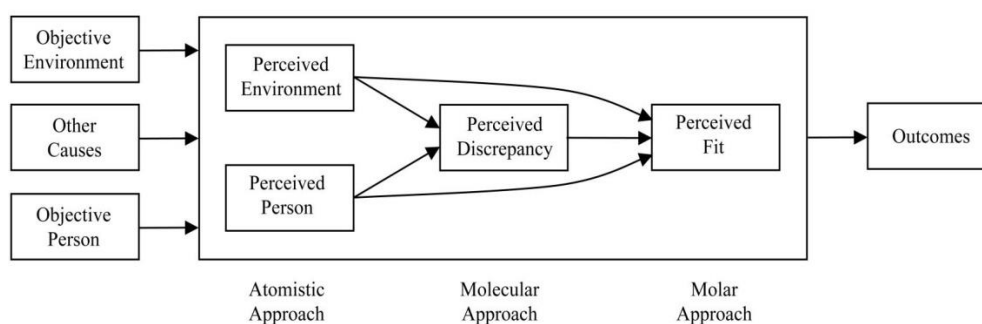 Objective
Environment
Other
Causes
Objective
Person
Perceived
Environment
Perceived
Person
Perceived
Discrepancy
Perceived
Fit
Outcomes
Atomistic
Approach
Molecular
Approach
Molar
Approach